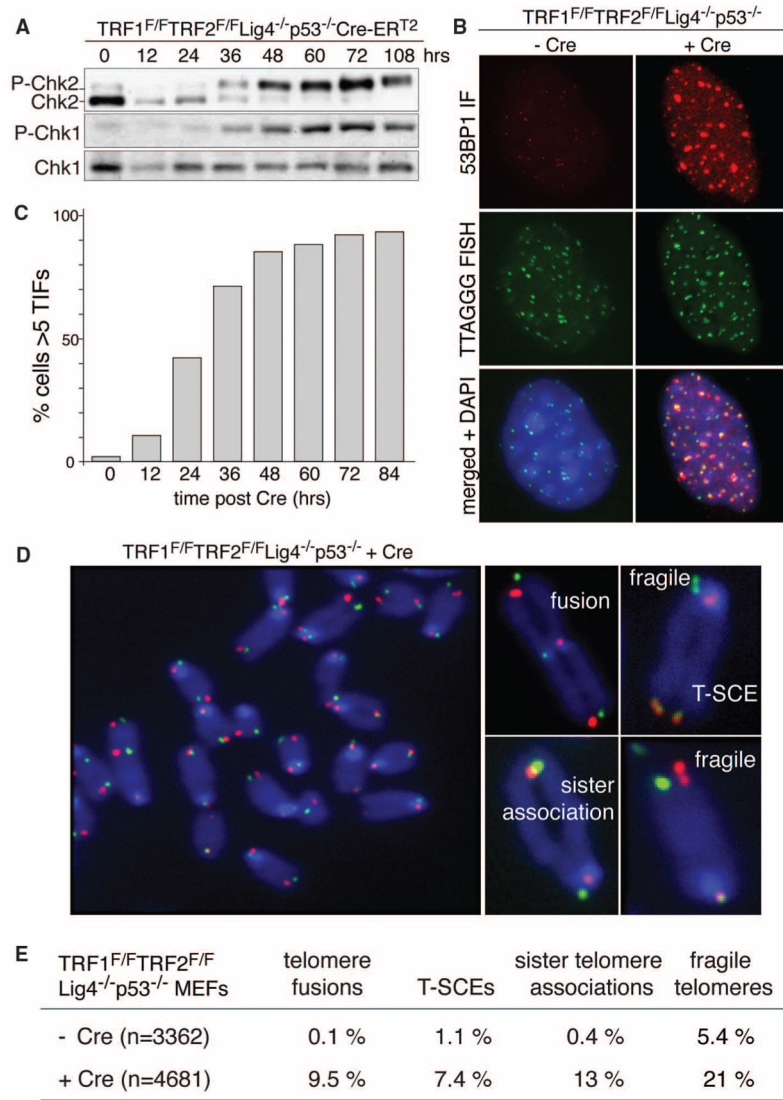 A
TRF1F/FTRF2F/FLig4-/-p53-/-Cre-ERT2
0 12 24 36 48 60 72 108 hrs
P-Chk2
Chk2
P-Chk1
Chk1
B
TRF1F/FTRF2F/FLig4-/-p53-/-
- Cre + Cre
53BP1 IF
TTAGGG FISH
merged + DAPI
C
100
50
0
% cells >5 TIFs
0 12 24 36 48 60 72 84
time post Cre (hrs)
D
TRF1F/FTRF2F/FLig4-/-p53-/- + Cre
fusion
fragile
T-SCE
sister
association
fragile
E
TRF1F/FTRF2F/F telomere sister telomere fragile
Lig4-/-p53-/- MEFs fusions T-SCEs associations telomeres
- Cre (n=3362) 0.1 % 1.1 % 0.4 % 5.4 %
+ Cre (n=4681) 9.5 % 7.4 % 13 % 21 %